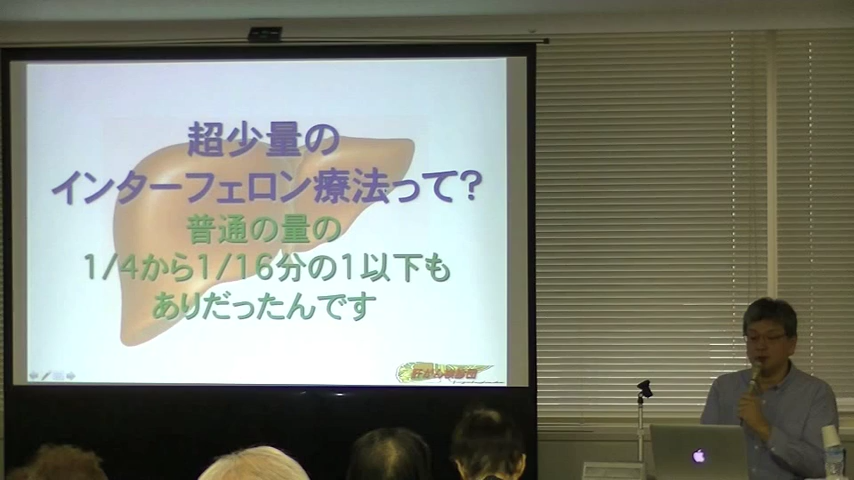 超少量の
インターフェロン療法って?
普通の量の
1/4から1/16分の1以下も
ありだったんです